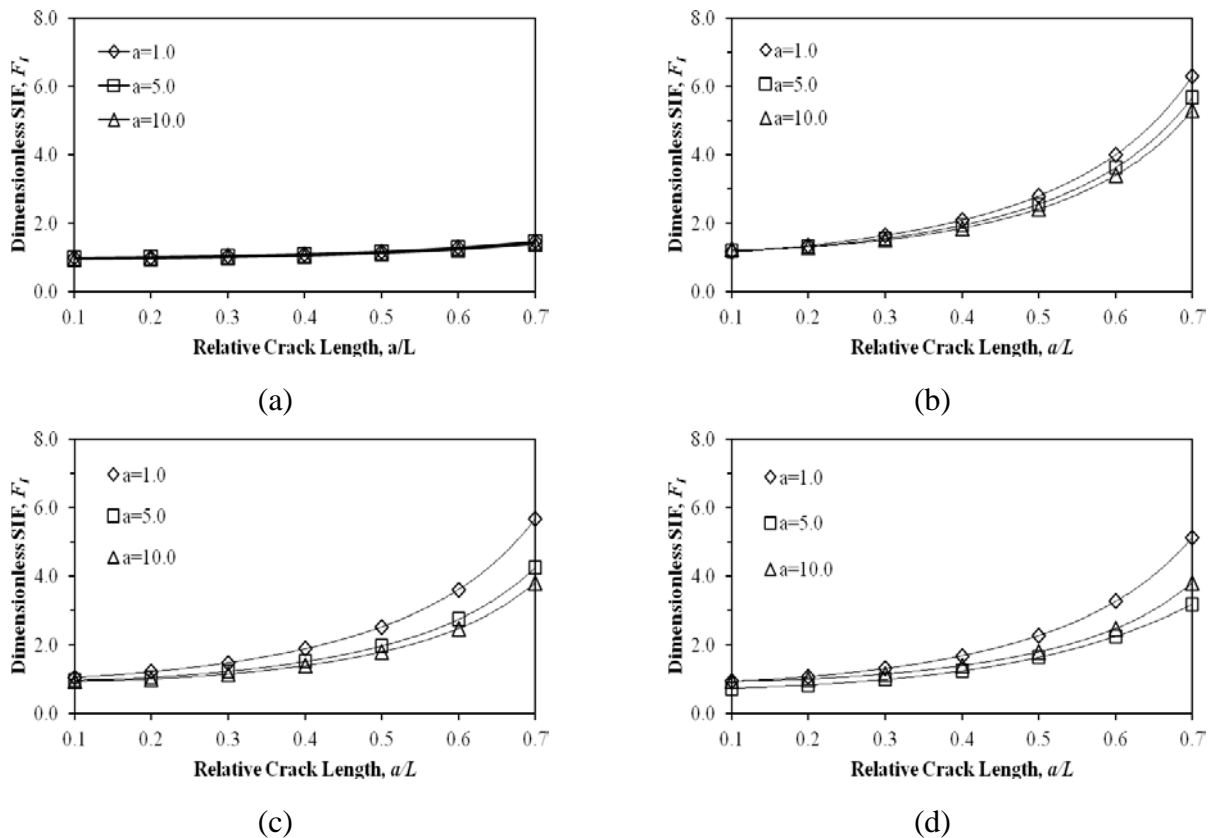 8.0
6.0
4.0
2.0
0.0
Dimensionless SIF, F_I
a=1.0
a=5.0
a=10.0
0.1 0.2 0.3 0.4 0.5 0.6 0.7
Relative Crack Length, a/L
(a)
8.0
6.0
4.0
2.0
0.0
Dimensionless SIF, F_I
a=1.0
a=5.0
a=10.0
0.1 0.2 0.3 0.4 0.5 0.6 0.7
Relative Crack Length, a/L
(b)
8.0
6.0
4.0
2.0
0.0
Dimensionless SIF, F_I
a=1.0
a=5.0
a=10.0
0.1 0.2 0.3 0.4 0.5 0.6 0.7
Relative Crack Length, a/L
(c)
8.0
6.0
4.0
2.0
0.0
Dimensionless SIF, F_I
a=1.0
a=5.0
a=10.0
0.1 0.2 0.3 0.4 0.5 0.6 0.7
Relative Crack Length, a/L
(d)